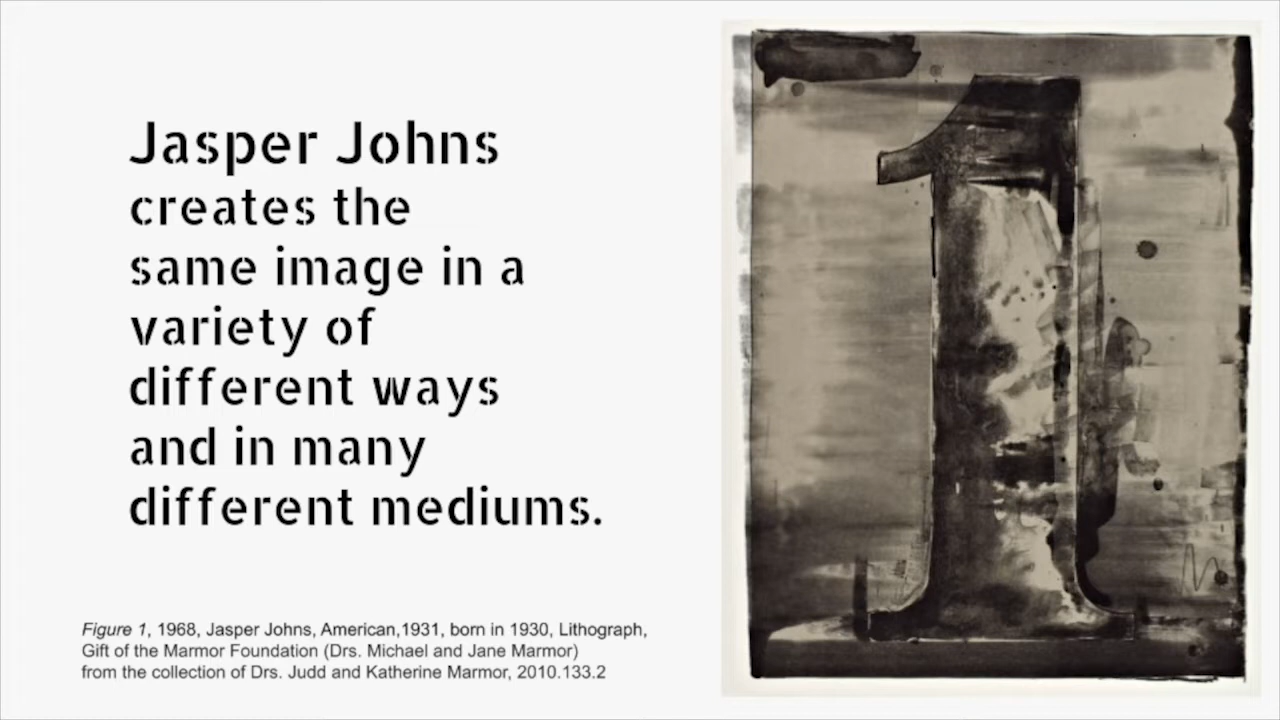 Jasper Johns
creates the
same image in a
variety of
different ways
and in many
different mediums.
Figure 1, 1968, Jasper Johns, American,1931, born in 1930, Lithograph,
Gift of the Marmor Foundation (Drs. Michael and Jane Marmor)
from the collection of Drs. Judd and Katherine Marmor, 2010.133.2
1